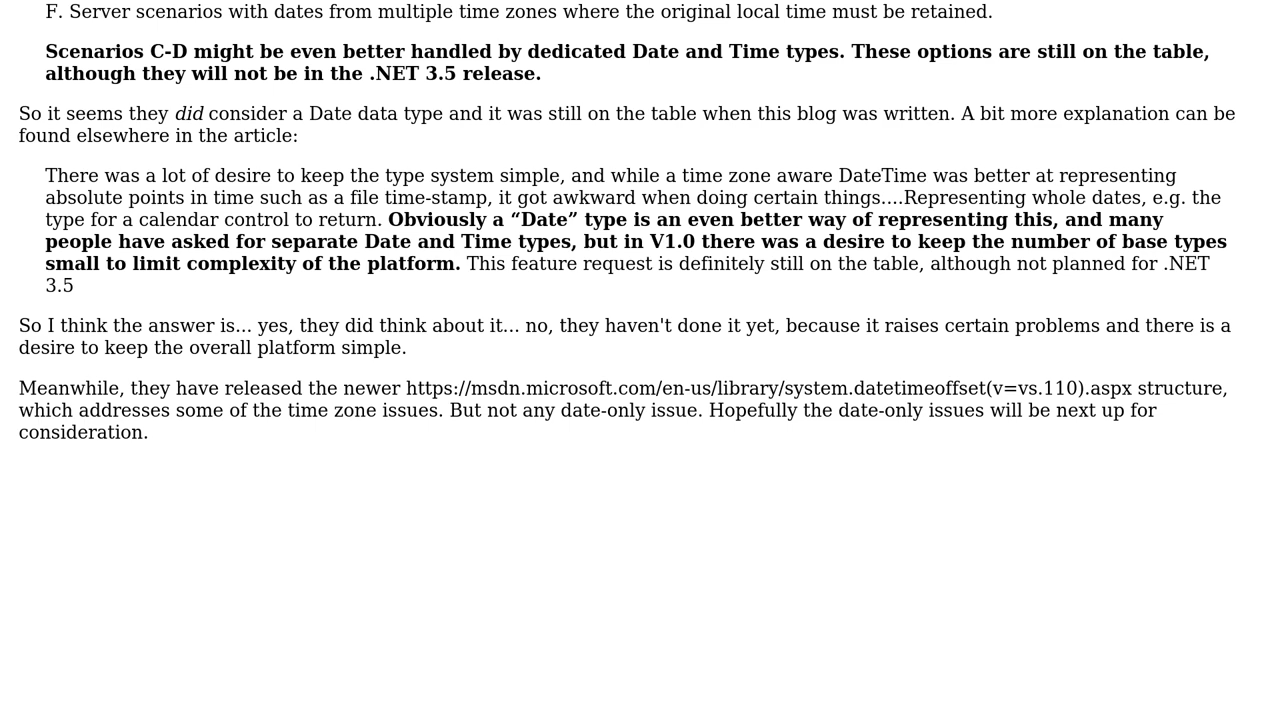 F. Server scenarios with dates from multiple time zones where the original local time must be retained.
Scenarios C-D might be even better handled by dedicated Date and Time types. These options are still on the table,
although they will not be in the .NET 3.5 release.
So it seems they did consider a Date data type and it was still on the table when this blog was written. A bit more explanation can be
found elsewhere in the article:
There was a lot of desire to keep the type system simple, and while a time zone aware DateTime was better at representing
absolute points in time such as a file time-stamp, it got awkward when doing certain things....Representing whole dates, e.g. the
type for a calendar control to return. Obviously a “Date” type is an even better way of representing this, and many
people have asked for separate Date and Time types, but in V1.0 there was a desire to keep the number of base types
small to limit complexity of the platform. This feature request is definitely still on the table, although not planned for .NET
3.5
So I think the answer is... yes, they did think about it... no, they haven't done it yet, because it raises certain problems and there is a
desire to keep the overall platform simple.
Meanwhile, they have released the newer https://msdn.microsoft.com/en-us/library/system.datetimeoffset(v=vs.110).aspx structure,
which addresses some of the time zone issues. But not any date-only issue. Hopefully the date-only issues will be next up for
consideration.